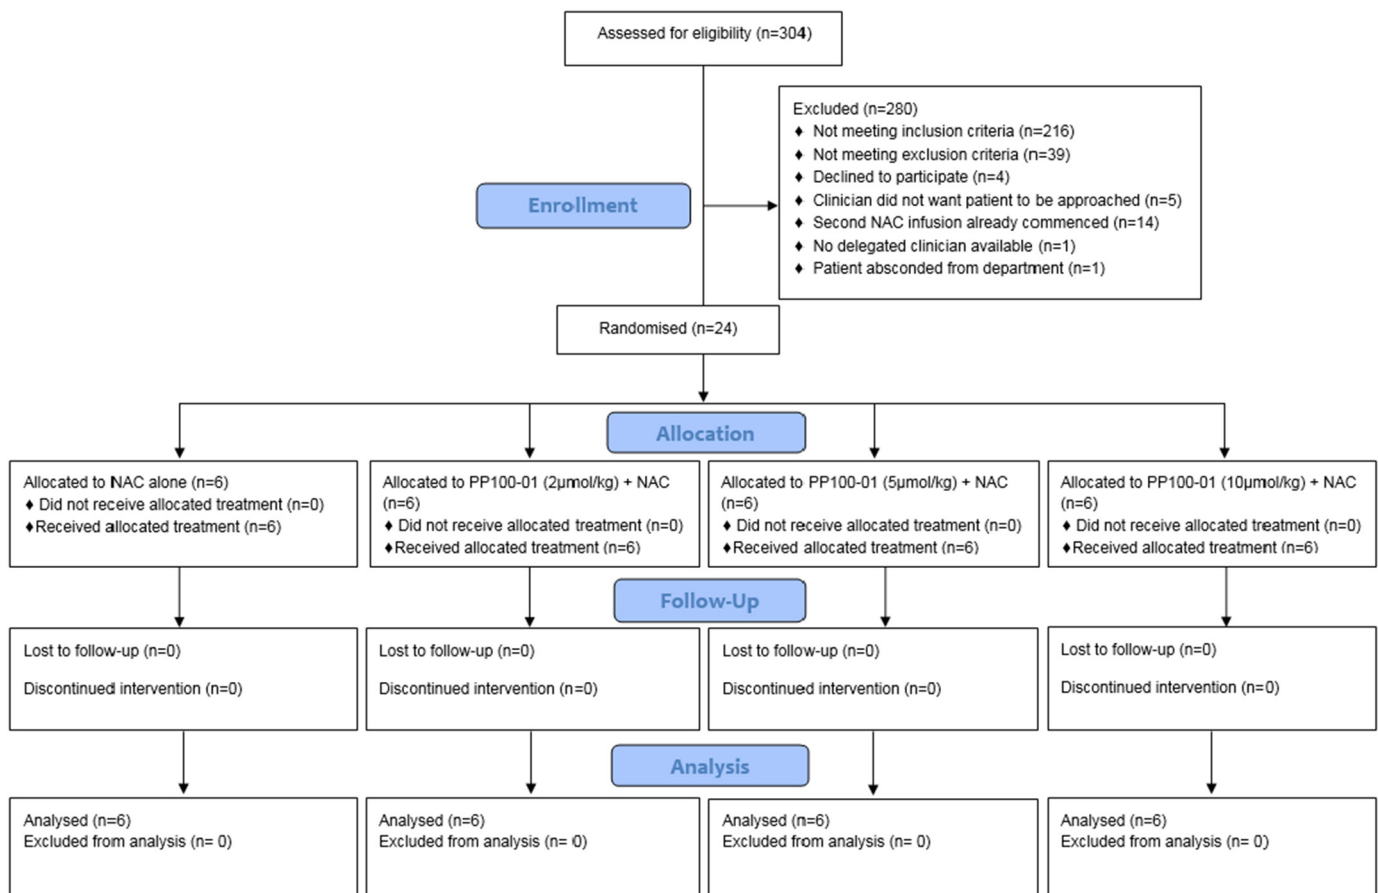 Assessed for eligibility (n=304)
Excluded (n=280)
♦ Not meeting inclusion criteria (n=216)
♦ Not meeting exclusion criteria (n=39)
♦ Declined to participate (n=4)
♦ Clinician did not want patient to be approached (n=5)
♦ Second NAC infusion already commenced (n=14)
♦ No delegated clinician available (n=1)
♦ Patient absconded from department (n=1)
Enrollment
Randomised (n=24)
Allocation
Allocated to NAC alone (n=6)
♦ Did not receive allocated treatment (n=0)
♦Received allocated treatment (n=6)
Allocated to PP100-01 (2µmol/kg) + NAC
(n=6)
♦ Did not receive allocated treatment (n=0)
♦Received allocated treatment (n=6)
Allocated to PP100-01 (5µmol/kg) + NAC
(n=6)
♦ Did not receive allocated treatment (n=0)
♦Received allocated treatment (n=6)
Allocated to PP100-01 (10µmol/kg) + NAC
(n=6)
♦ Did not receive allocated treatment (n=0)
♦Received allocated treatment (n=6)
Follow-Up
Lost to follow-up (n=0)
Discontinued intervention (n=0)
Lost to follow-up (n=0)
Discontinued intervention (n=0)
Lost to follow-up (n=0)
Discontinued intervention (n=0)
Lost to follow-up (n=0)
Discontinued intervention (n=0)
Analysis
Analysed (n=6)
Excluded from analysis (n= 0)
Analysed (n=6)
Excluded from analysis (n= 0)
Analysed (n=6)
Excluded from analysis (n= 0)
Analysed (n=6)
Excluded from analysis (n= 0)